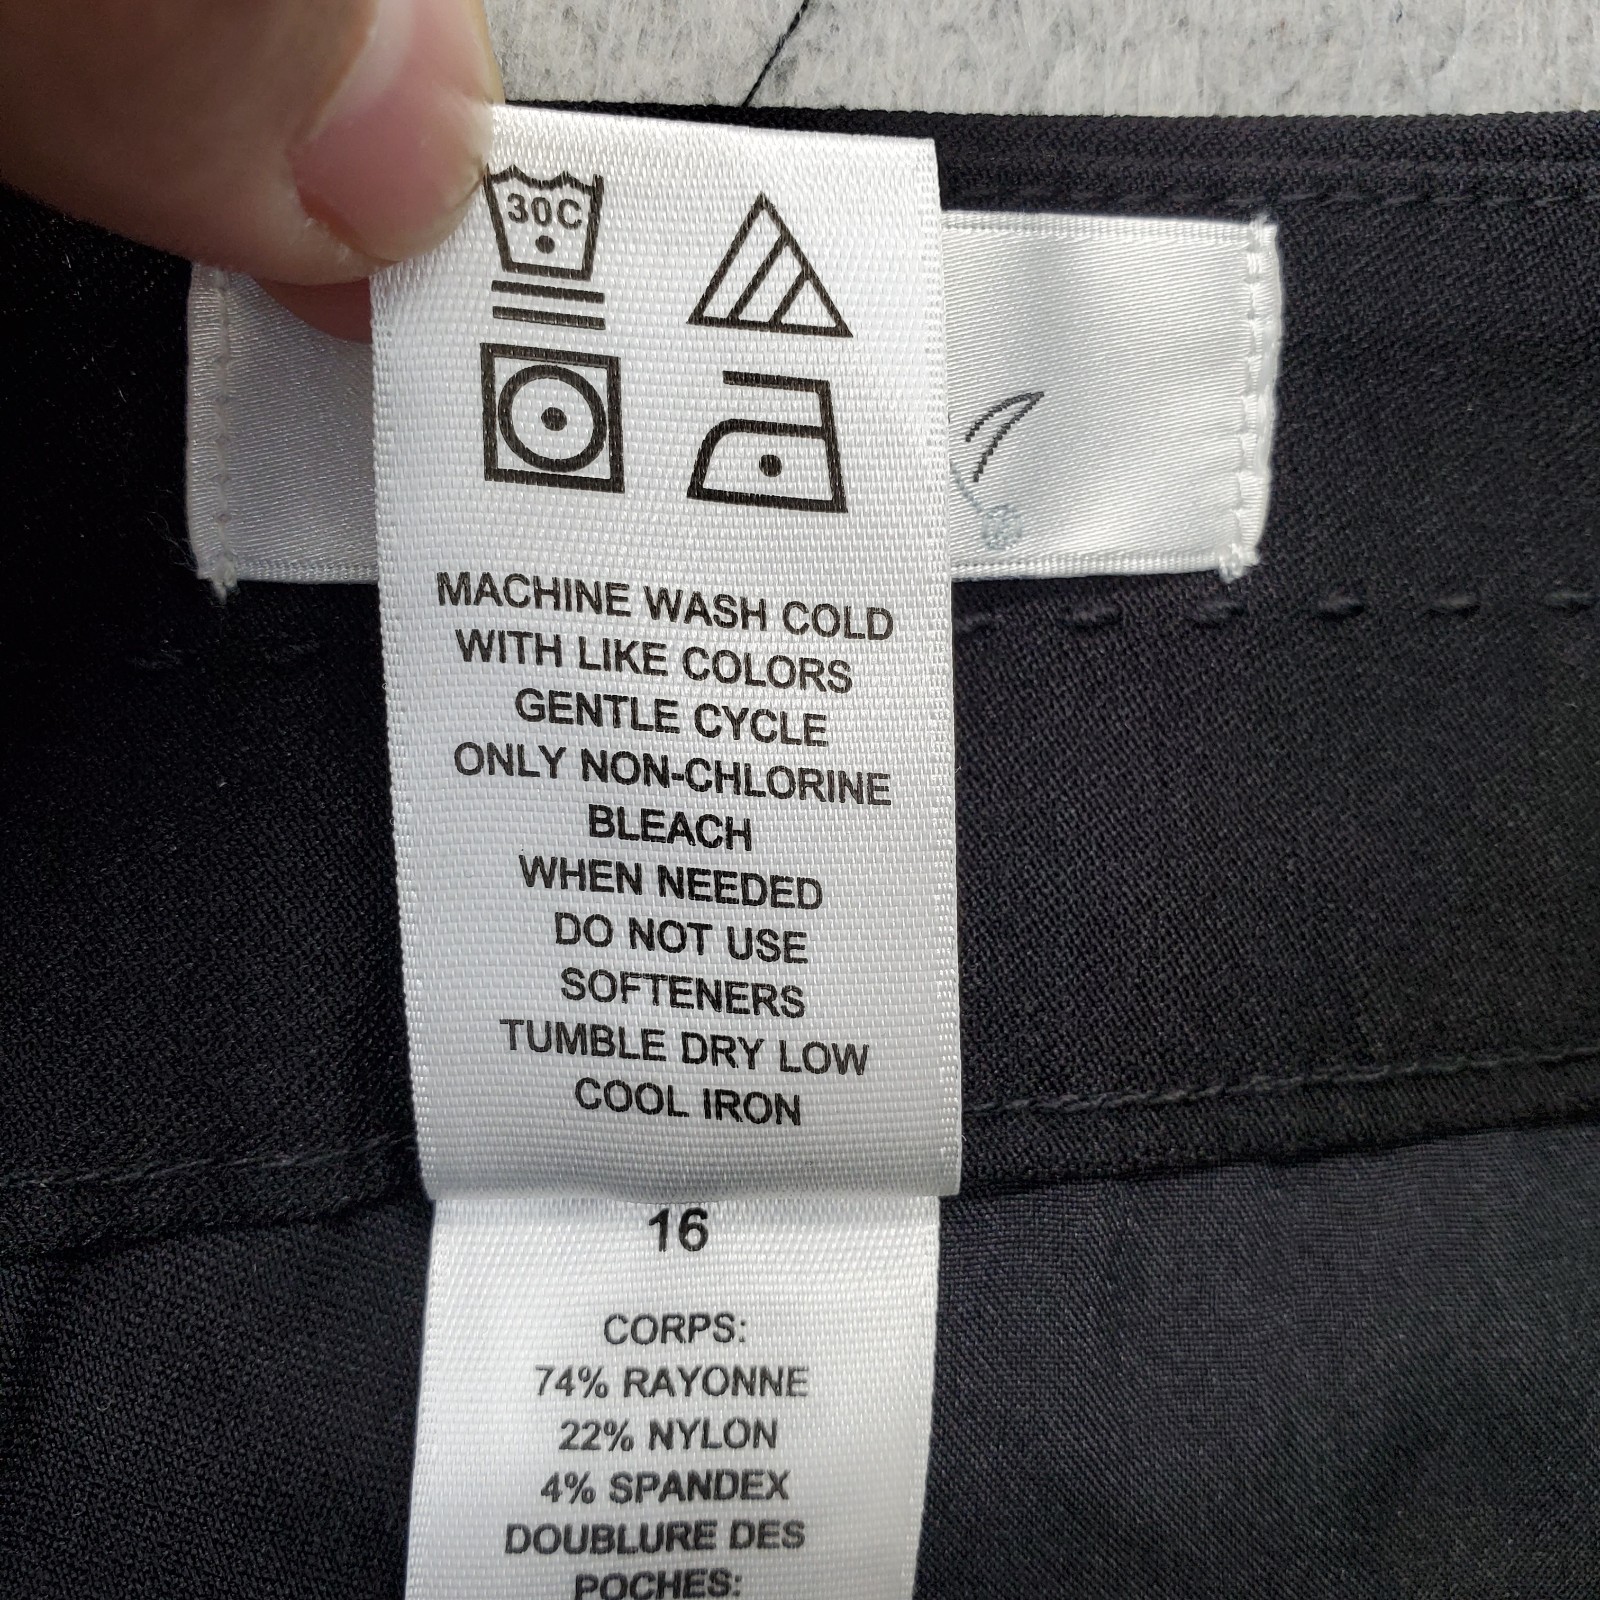 30C
MACHINE WASH COLD
WITH LIKE COLORS
GENTLE CYCLE
ONLY NON-CHLORINE
BLEACH
WHEN NEEDED
DO NOT USE
SOFTENERS
TUMBLE DRY LOW
COOL IRON
16
CORPS:
74% RAYONNE
22% NYLON
4% SPANDEX
DOUBLURE DES
POCHES: